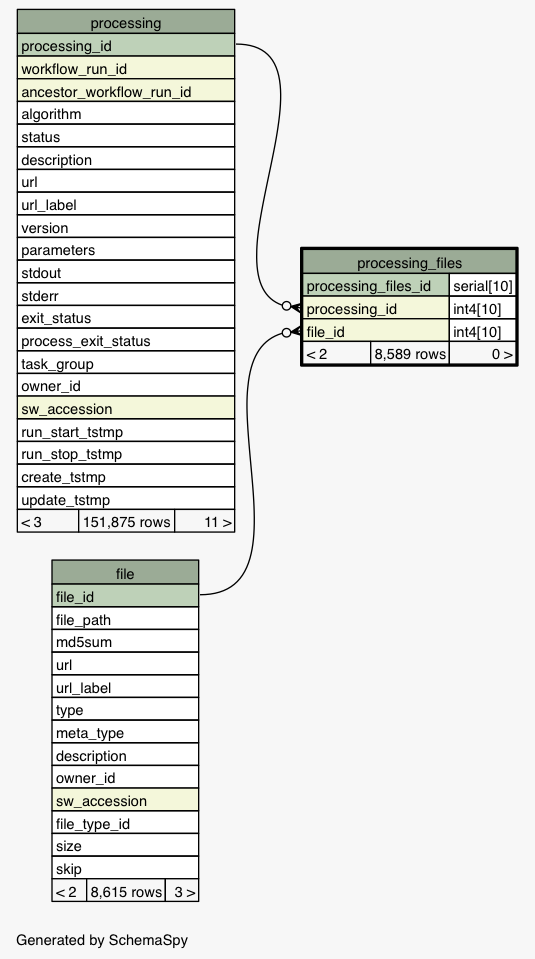 processing
processing_id
workflow_run_id
ancestor_workflow_run_id
algorithm
status
description
url
url_label
version
parameters
stdout
stderr
exit_status
process_exit_status
task_group
owner_id
sw_accession
run_start_tstmp
run_stop_tstmp
create_tstmp
update_tstmp
< 3 151,875 rows 11 >
processing_files
processing_files_id serial[10]
processing_id int4[10]
file_id int4[10]
< 2 8,589 rows 0 >
file
file_id
file_path
md5sum
url
url_label
type
meta_type
description
owner_id
sw_accession
file_type_id
size
skip
< 2 8,615 rows 3 >
Generated by SchemaSpy